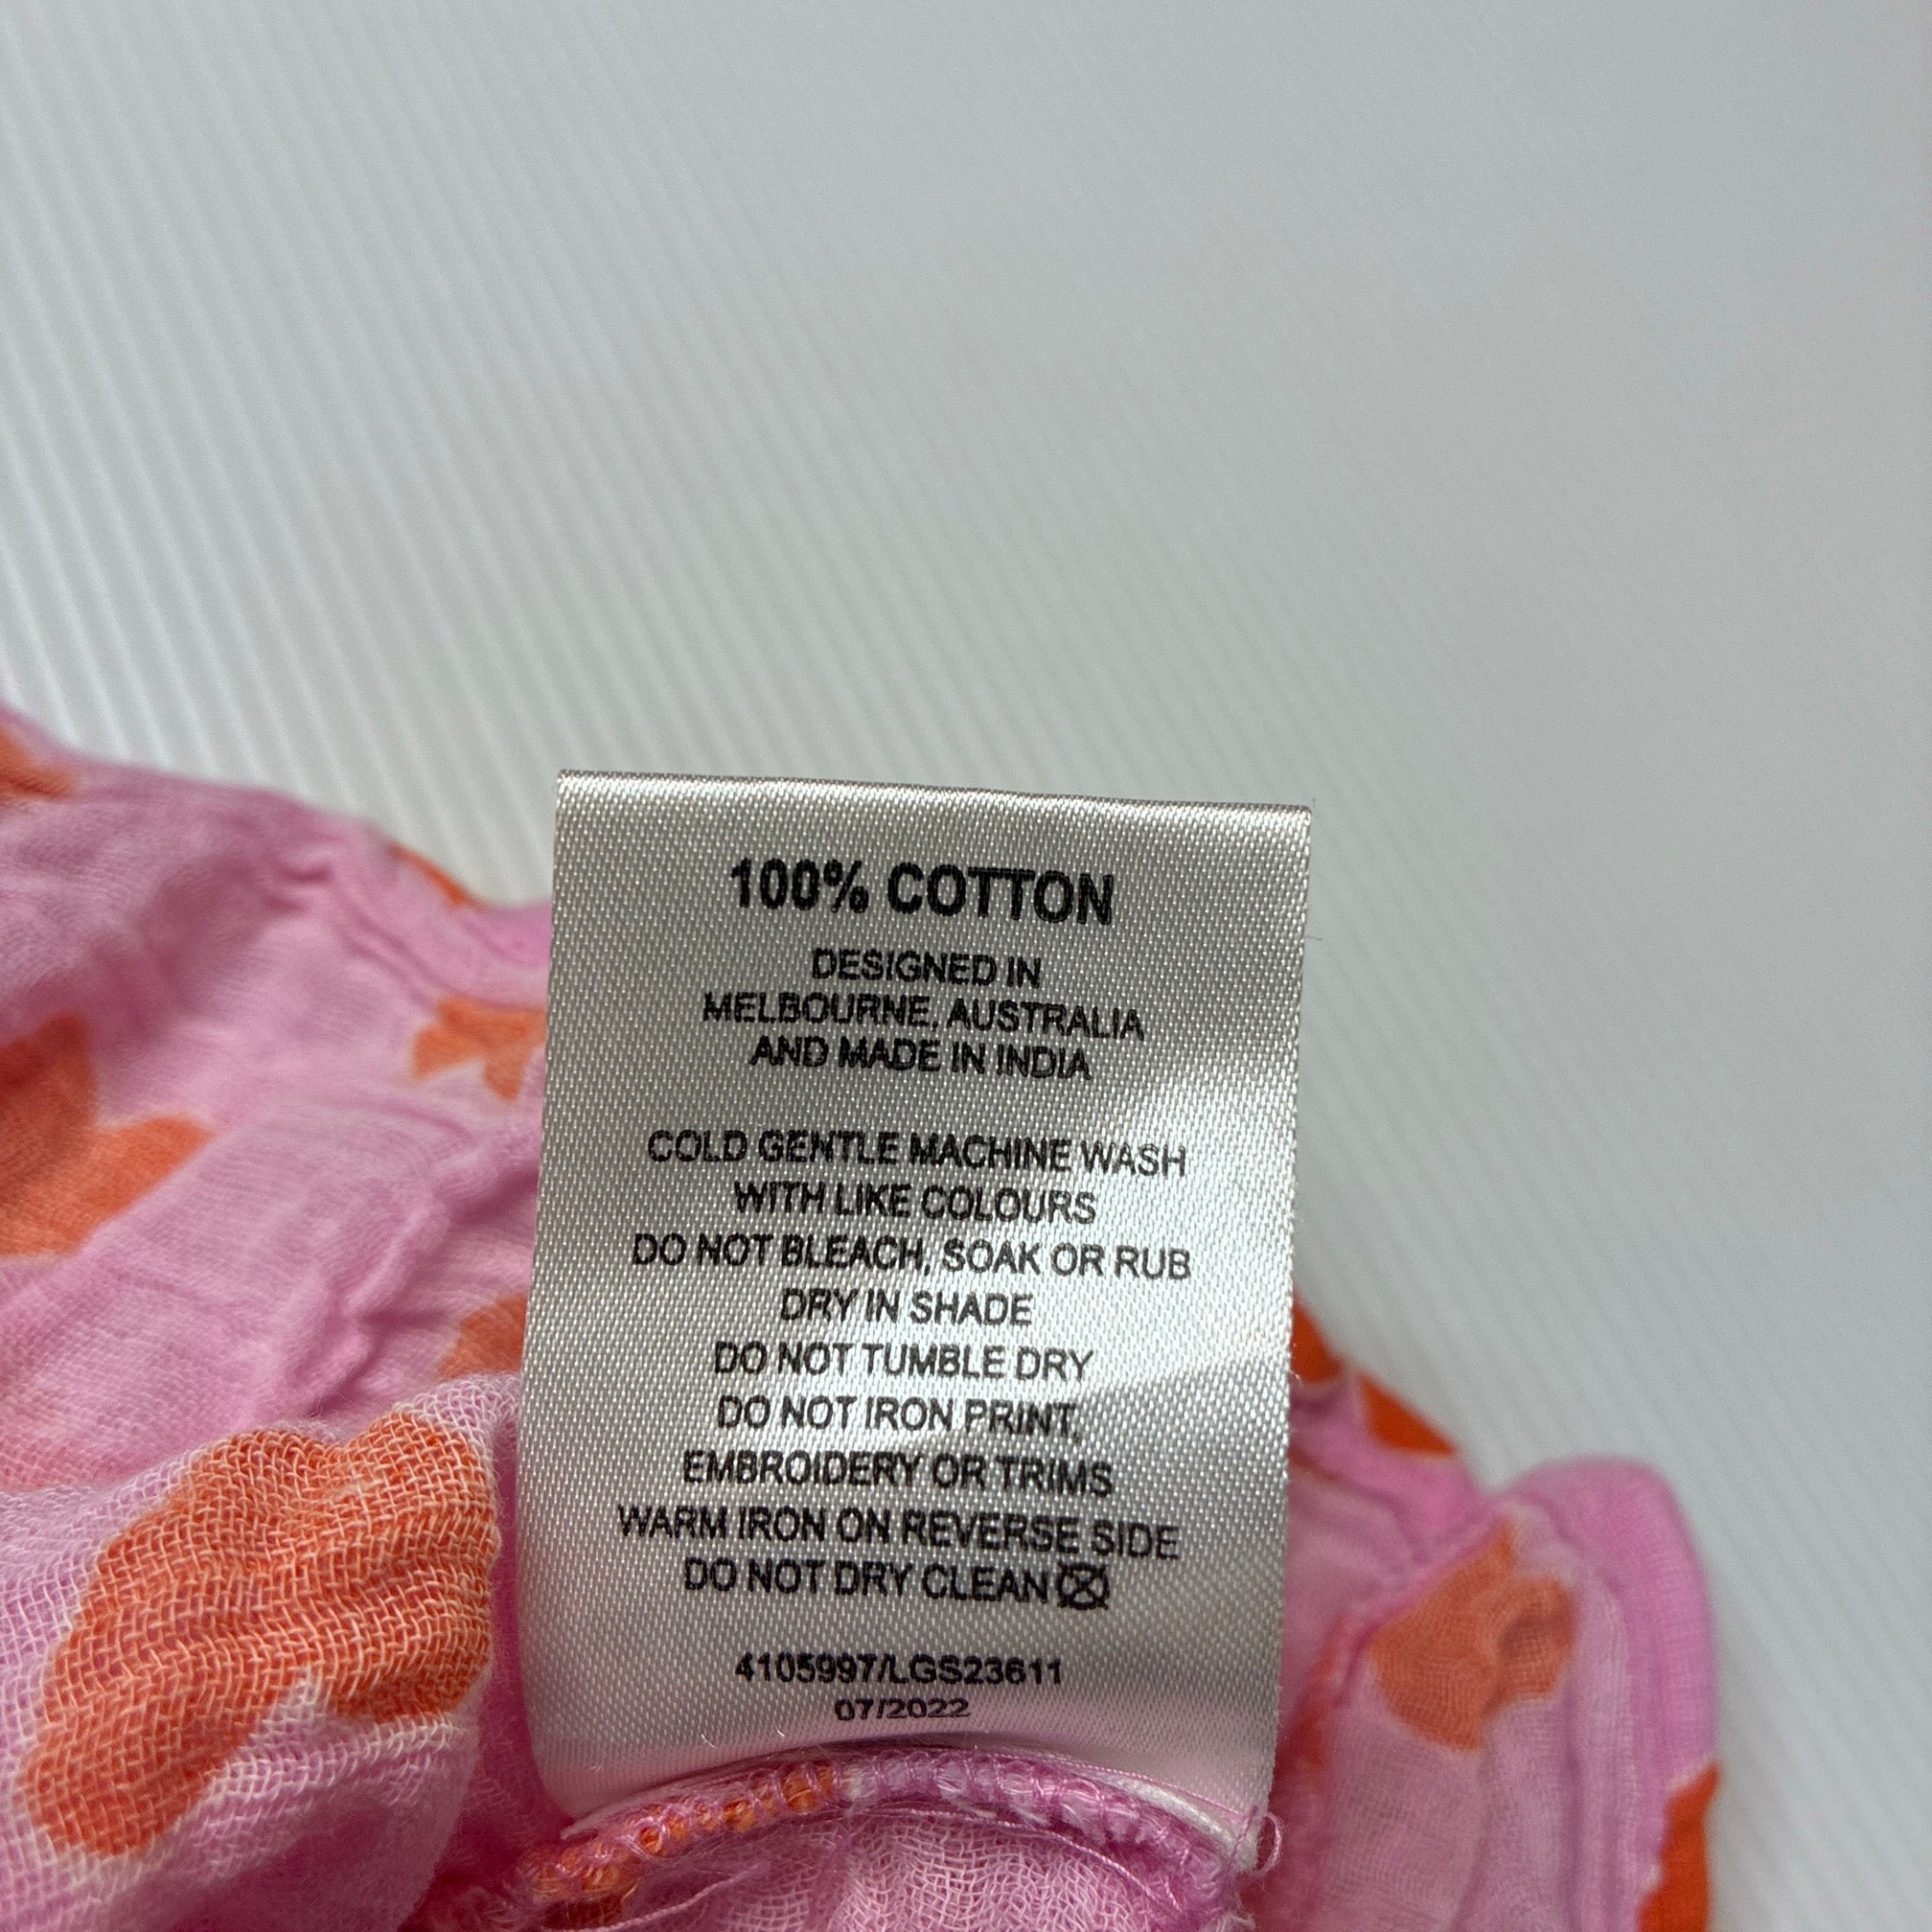 100% COTTON
DESIGNED IN
MELBOURNE, AUSTRALIA
AND MADE IN INDIA
COLD GENTLE MACHINE WASH
WITH LIKE COLOURS
DO NOT BLEACH, SOAK OR RUB
DRY IN SHADE
DO NOT TUMBLE DRY
DO NOT IRON PRINT,
EMBROIDERY OR TRIMS
WARM IRON ON REVERSE SIDE
DO NOT DRY CLEAN
4105997/LGS23611
07/2022